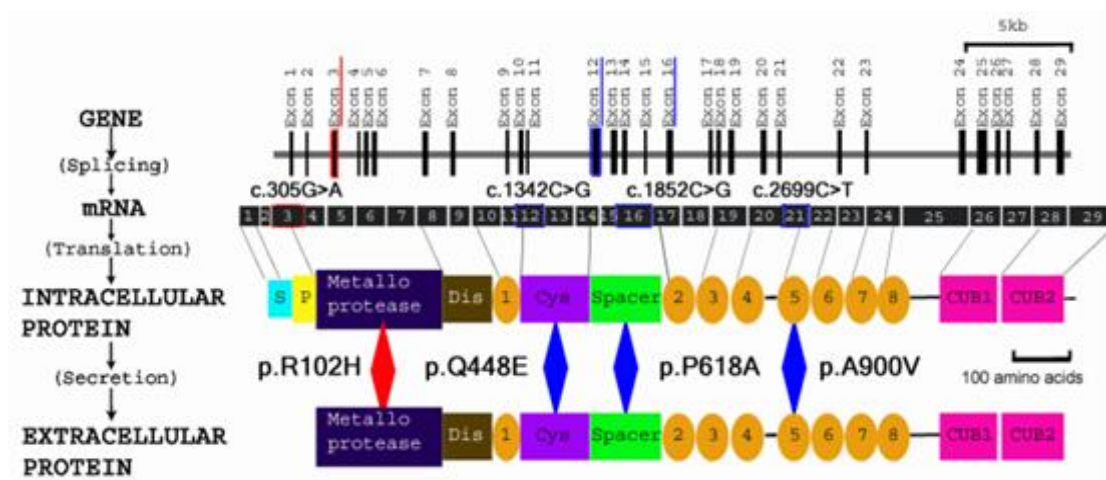 5kb
Exon 1 Exon 2 Exon 3 Exon 4 Exon 5 Exon 6 Exon 7 Exon 8 Exon 9 Exon 10 Exon 11 Exon 12 Exon 13 Exon 14 Exon 15 Exon 16 Exon 17 Exon 18 Exon 19 Exon 20 Exon 21 Exon 22 Exon 23 Exon 24 Exon 25 Exon 26 Exon 27 Exon 28 Exon 29
GENE
(Splicing)
c.305G>A c.1342C>G c.1852C>G c.2699C>T
mRNA
1 2 3 4 5 6 7 8 9 10 11 12 13 14 15 16 17 18 19 20 21 22 23 24 25 26 27 28 29
(Translation)
INTRACELLULAR
PROTEIN
S P Metallo
protease Dis 1 Cys Spacer 2 3 4 5 6 7 8 CUB1 CUB2
p.R102H p.Q448E p.P618A p.A900V
(Secretion)
100 amino acids
EXTRACELLULAR
PROTEIN
Metallo
protease Dis 1 Cys Spacer 2 3 4 5 6 7 8 CUB1 CUB2